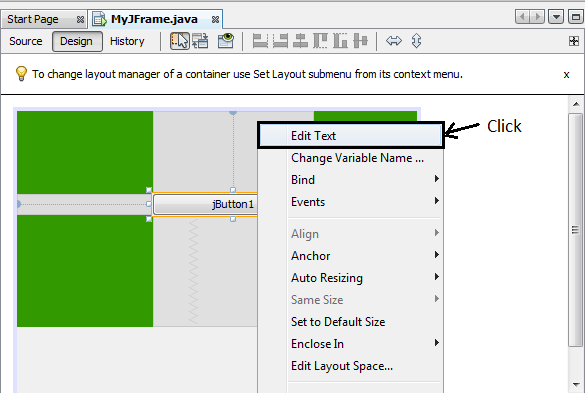 Start Page MyJFrame.java
Source Design History
To change layout manager of a container use Set Layout submenu from its context menu. x
Edit Text
Click
Change Variable Name ...
Bind
jButton1
Events
Align
Anchor
Auto Resizing
Same Size
Set to Default Size
Enclose In
Edit Layout Space...